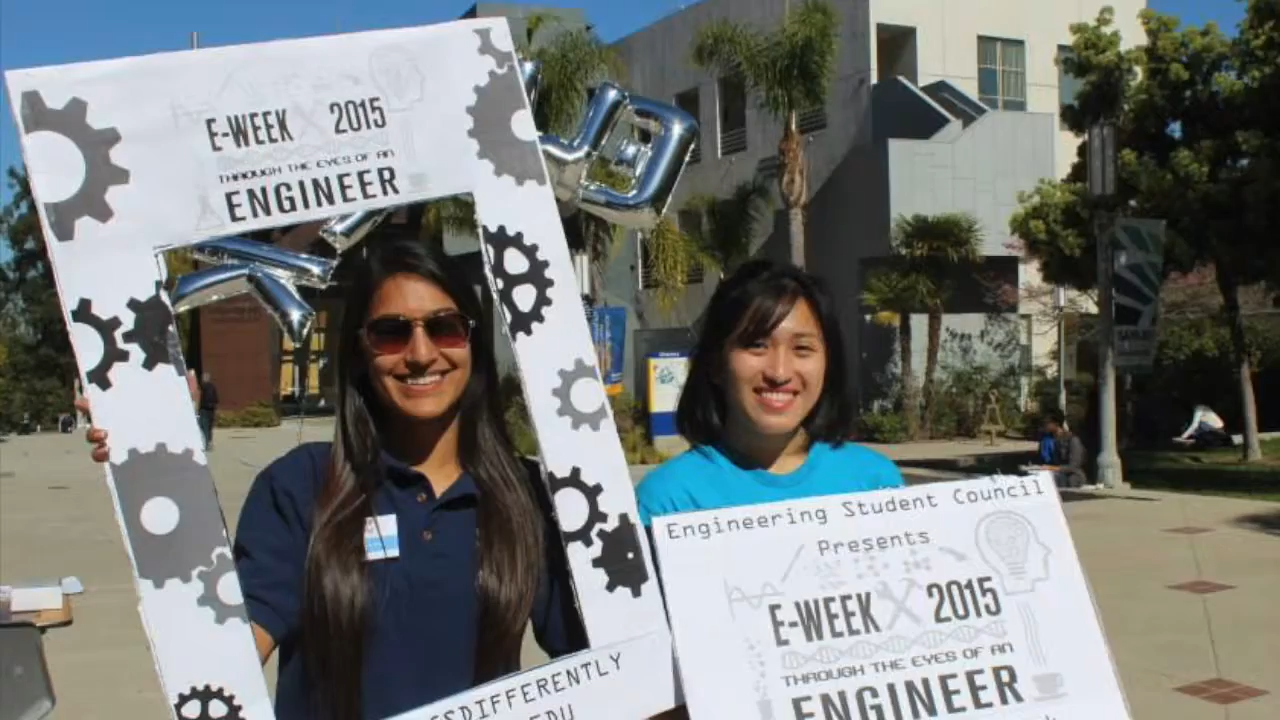 E-WEEK 2015
THROUGH THE EYES OF AN
ENGINEER
SDIFFERENTLY
EDU
Engineering Student Council
Presents
E-WEEK 2015
THROUGH THE EYES OF AN
ENGINEER